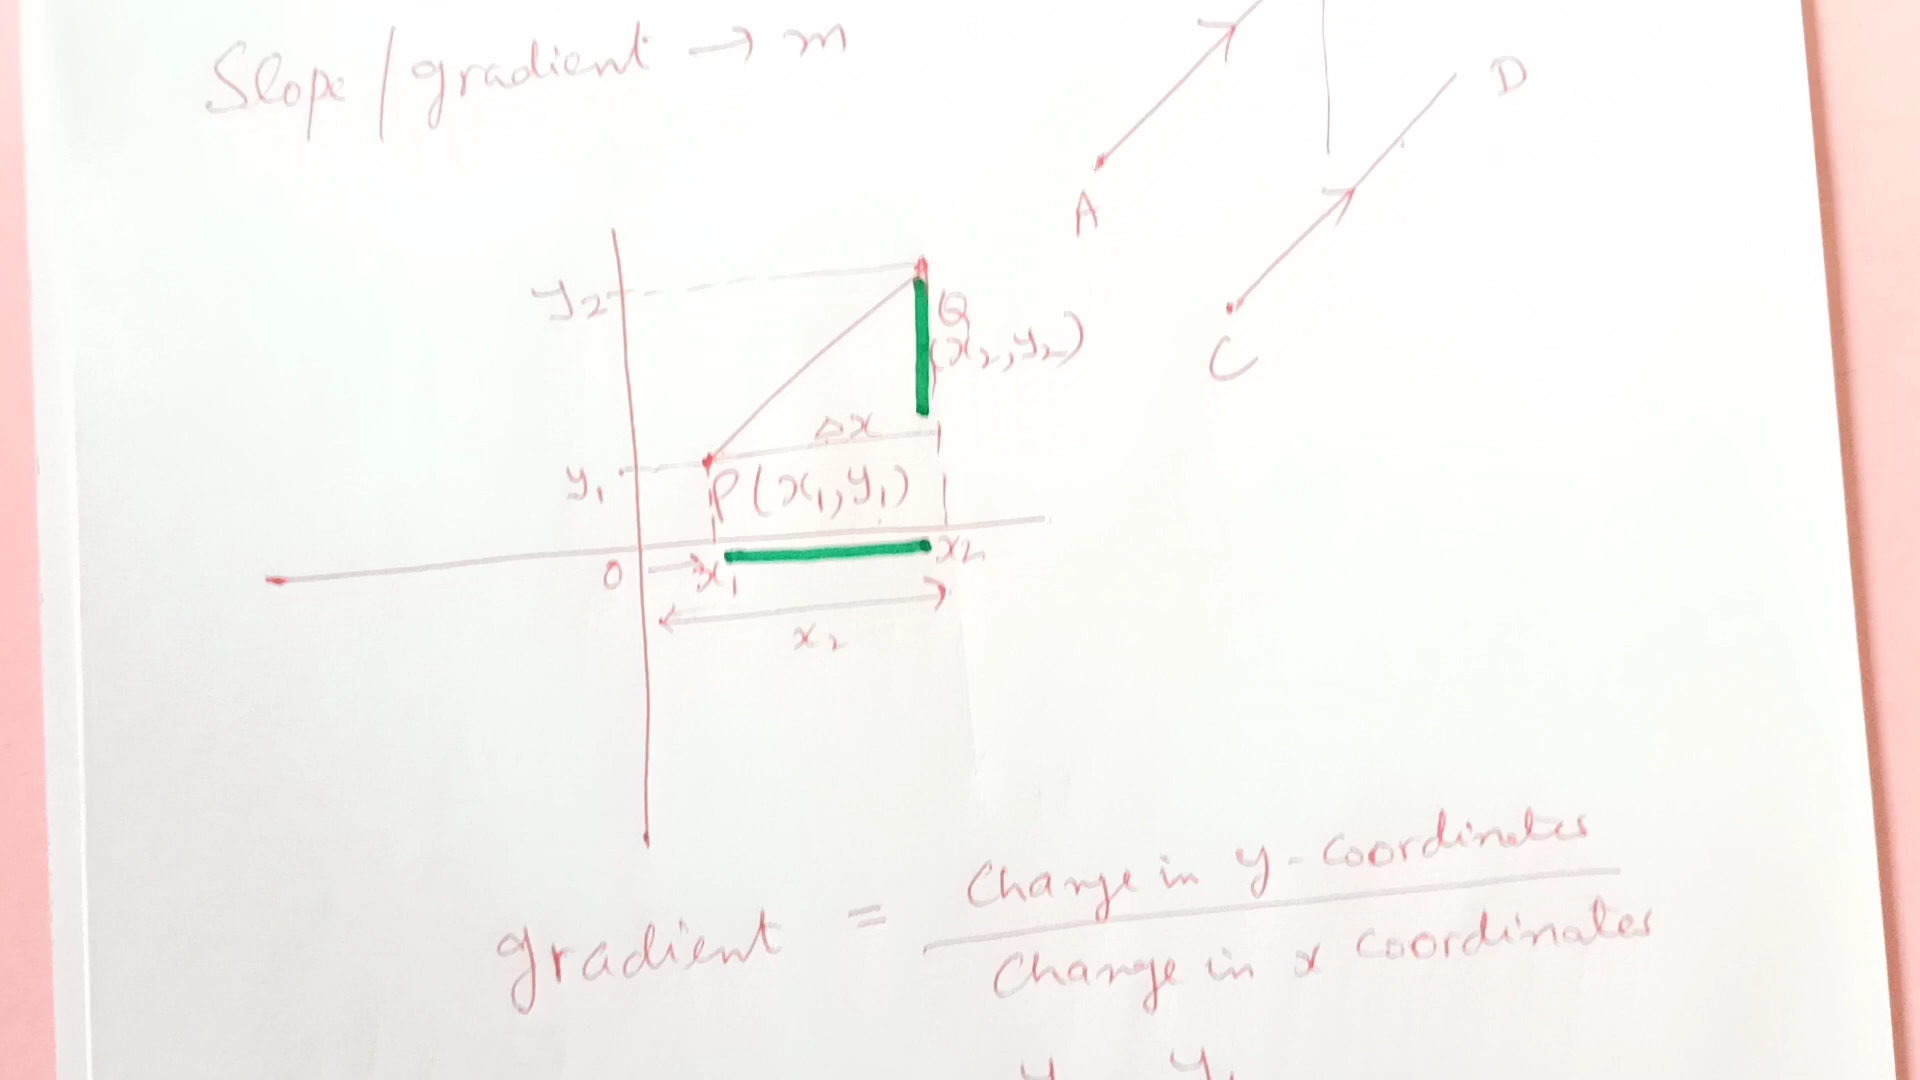 Slope / gradient → m
D
A
y₂
Q
(x₂, y₂)
C
Δx
y₁
P(x₁, y₁)
0
x₁
x₂
x₂
gradient = Change in y - coordinates
Change in x coordinates
y y₁